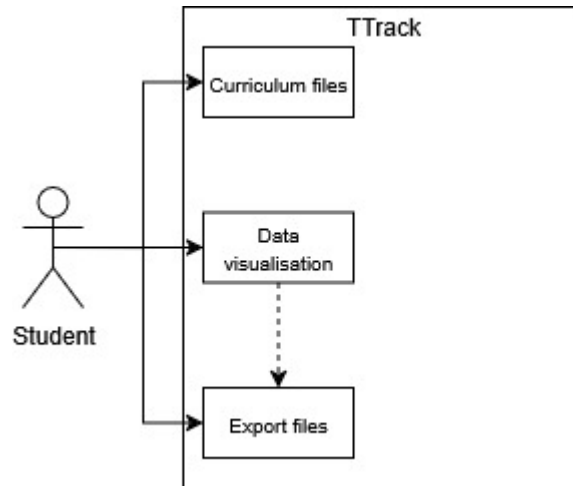 TTrack
Curriculum files
Data
visualisation
Student
Export files